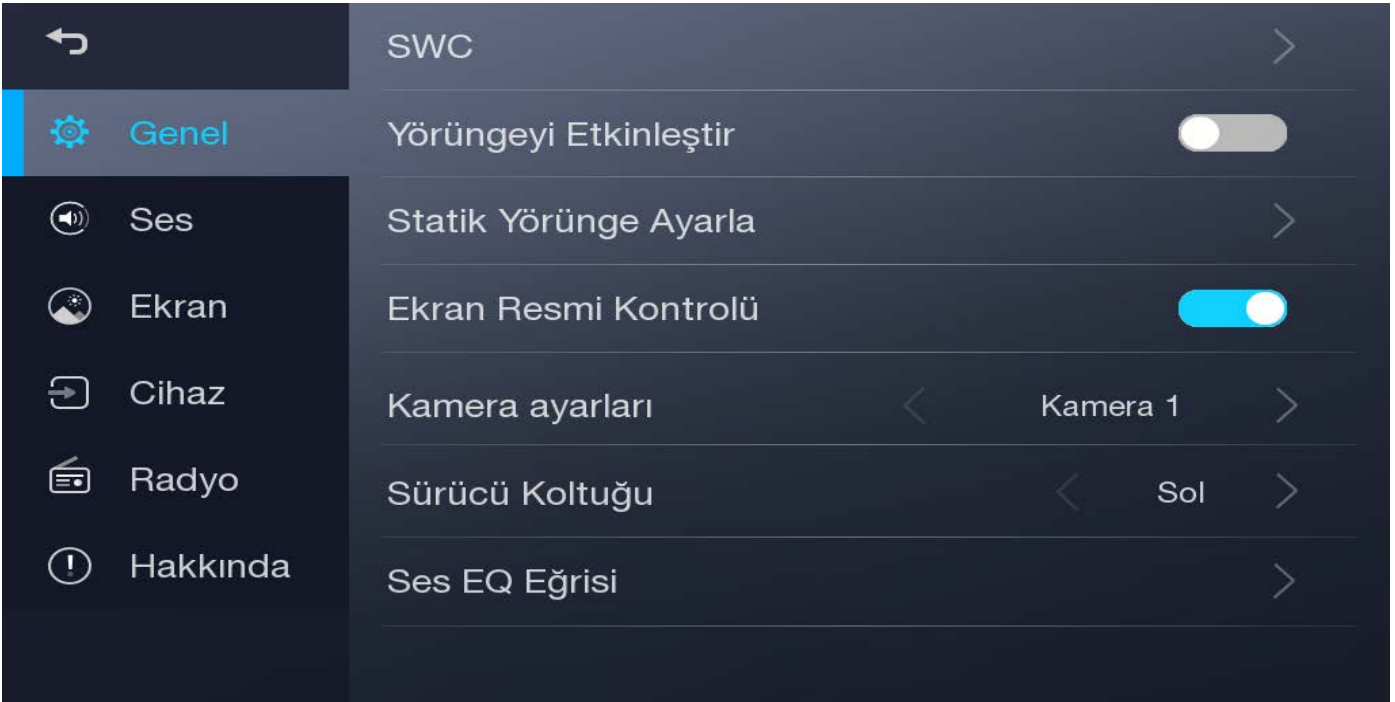 SWC
Genel
Yörüngeyi Etkinleştir
Ses
Statik Yörünge Ayarla
Ekran
Ekran Resmi Kontrolü
Cihaz
Kamera ayarları
Kamera 1
Radyo
Sürücü Koltuğu
Sol
Hakkında
Ses EQ Eğrisi